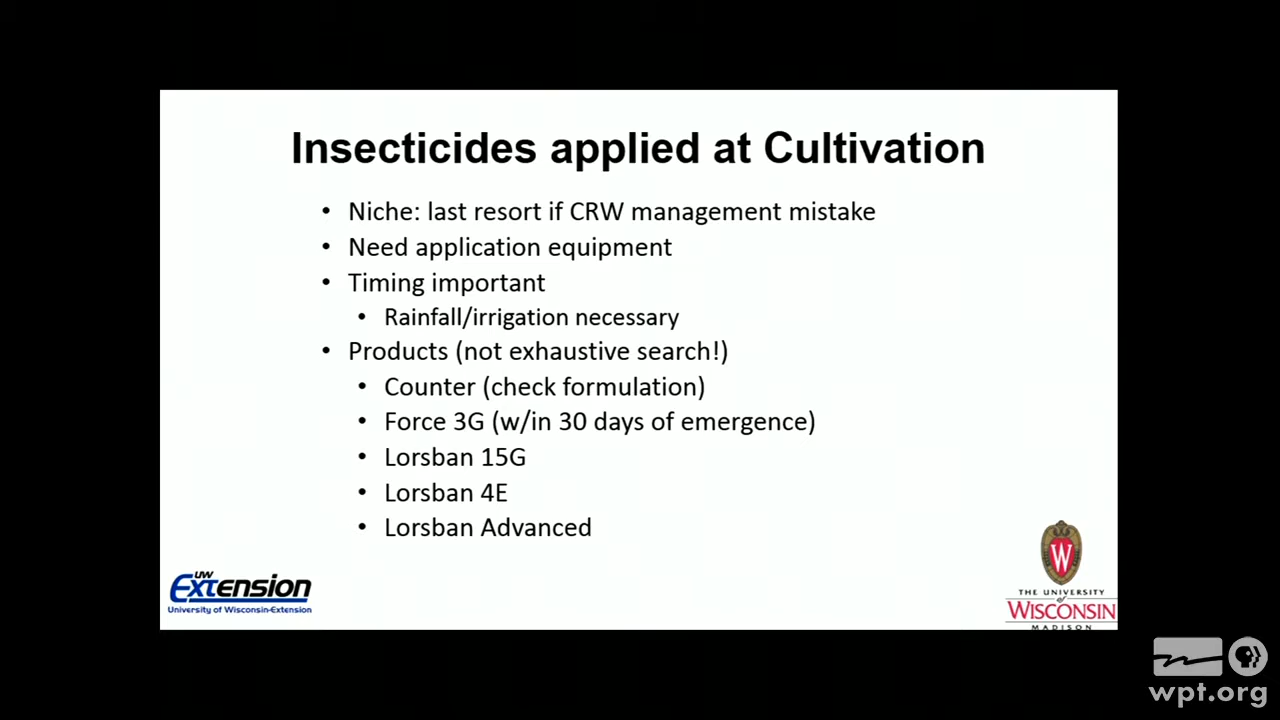 Insecticides applied at Cultivation
• Niche: last resort if CRW management mistake
• Need application equipment
• Timing important
• Rainfall/irrigation necessary
• Products (not exhaustive search!)
• Counter (check formulation)
• Force 3G (w/in 30 days of emergence)
• Lorsban 15G
• Lorsban 4E
• Lorsban Advanced
UW
Extension
University of Wisconsin-Extension
W
THE UNIVERSITY
of
WISCONSIN
MADISON
wpt.org